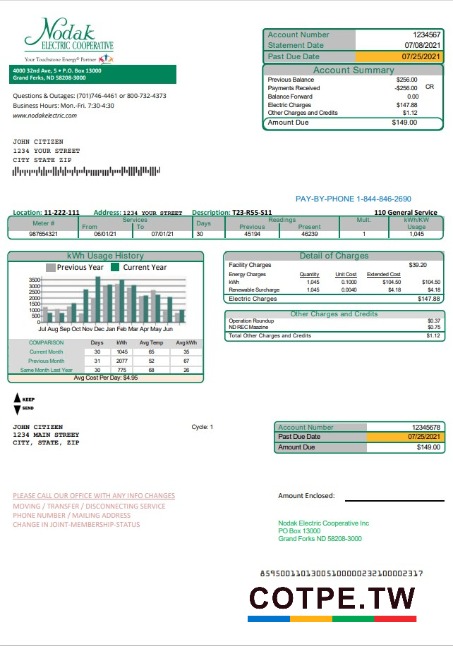 Nodak
ELECTRIC COOPERATIVE
Your Touchstone Energy® Partner
4000 32nd Ave, S • P.O. Box 13000
Grand Forks, ND 58208-3000
Questions & Outages: (701)746-4461 or 800-732-4373
Business Hours: Mon.-Fri. 7:30-4:30
www.nodakelectric.com
Account Number 1234567
Statement Date 07/08/2021
Past Due Date 07/25/2021
Account Summary
Previous Balance $256.00
Payments Received -$256.00 CR
Balance Forward 0.00
Electric Charges $147.88
Other Charges and Credits $1.12
Amount Due $149.00
JOHN CITIZEN
1234 YOUR STREET
CITY STATE ZIP
PAY-BY-PHONE 1-844-846-2690
Location: 11-222-111 Address: 1234 YOUR STREET Description: T23-R55-S11 110 General Service
Meter # Services Readings Mult. kWh/KW
From To Days Previous Present Usage
987654321 06/01/21 07/01/21 30 45194 46239 1 1,045
kWh Usage History
Previous Year Current Year
3500
3000
2500
2000
1500
1000
500
0
Jul Aug Sep Oct Nov Dec Jan Feb Mar Apr May Jun
COMPARISON Days kWh Avg Temp Avg kWh
Current Month 30 1045 65 35
Previous Month 31 2077 52 67
Same Month Last Year 30 775 68 26
Avg Cost Per Day: $4.95
Detail of Charges
Facility Charges $39.20
Energy Charges Quantity Unit Cost Extended Cost
kWh 1,045 0.1000 $104.50 $104.50
Renewable Surcharge 1,045 0.0040 $4.18 $4.18
Electric Charges $147.88
Other Charges and Credits
Operation Roundup $0.37
ND REC Magazine $0.75
Total Other Charges and Credits $1.12
KEEP
SEND
JOHN CITIZEN
1234 MAIN STREEY
CITY, STATE, ZIP
Cycle: 1
Account Number 12345678
Past Due Date 07/25/2021
Amount Due $149.00
PLEASE CALL OUR OFFICE WITH ANY INFO CHANGES
MOVING / TRANSFER / DISCONNECTING SERVICE
PHONE NUMBER / MAILING ADDRESS
CHANGE IN JOINT-MEMBERSHIP-STATUS
Amount Enclosed:
Nodak Electric Cooperative Inc
PO Box 13000
Grand Forks ND 58208-3000
COTPE.TW